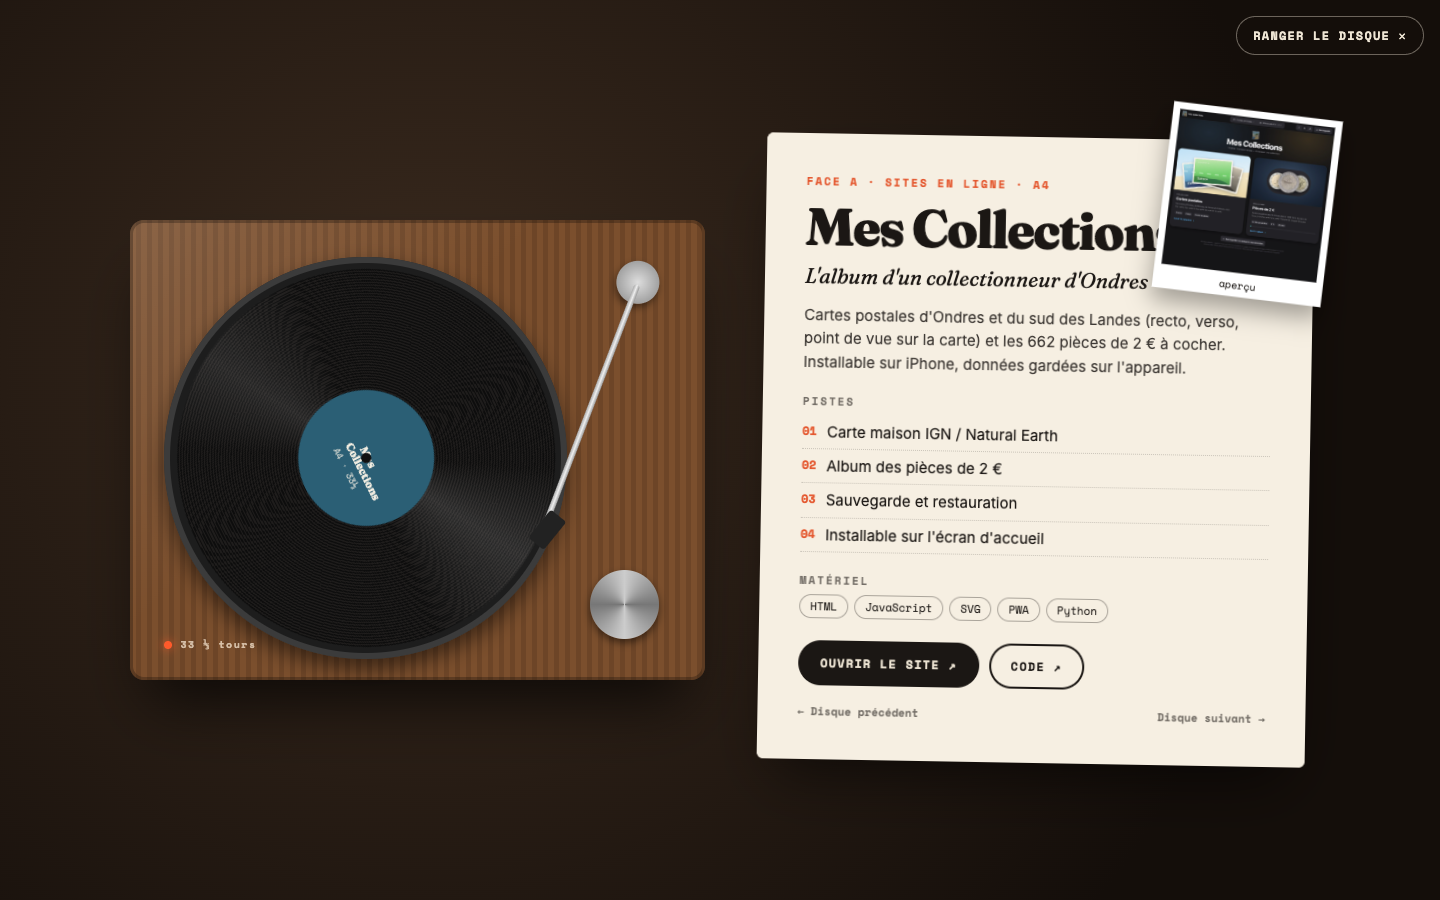 RANGER LE DISQUE ×
FACE A · SITES EN LIGNE · A4
Mes Collections
L'album d'un collectionneur d'Ondres
Cartes postales d'Ondres et du sud des Landes (recto, verso,
point de vue sur la carte) et les 662 pièces de 2 € à cocher.
Installable sur iPhone, données gardées sur l'appareil.
PISTES
01 Carte maison IGN / Natural Earth
02 Album des pièces de 2 €
03 Sauvegarde et restauration
04 Installable sur l'écran d'accueil
MATÉRIEL
HTML JavaScript SVG PWA Python
OUVRIR LE SITE ↗ CODE ↗
← Disque précédent Disque suivant →
Mes Collections
aperçu
Mes
Collections
A4 · 33⅓
33 ⅓ tours